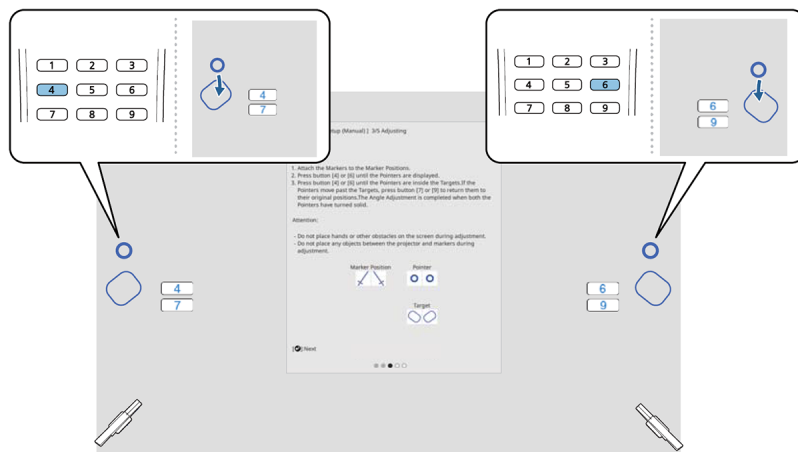 1 2 3
4 5 6
7 8 9
4
7
1 2 3
4 5 6
7 8 9
6
9
etup (Manual) ] 3/5 Adjusting
1. Attach the Markers to the Marker Positions.
2. Press button [4] or [6] until the Pointers are displayed.
3. Press button [4] or [6] until the Pointers are inside the Targets.If the
Pointers move past the Targets, press button [7] or [9] to return them to
their original positions.The Angle Adjustment is completed when both the
Pointers have turned solid.
Attention:
- Do not place hands or other obstacles on the screen during adjustment.
- Do not place any objects between the projector and markers during
adjustment.
Marker Position Pointer
Target
4
7
6
9
[ ] Next